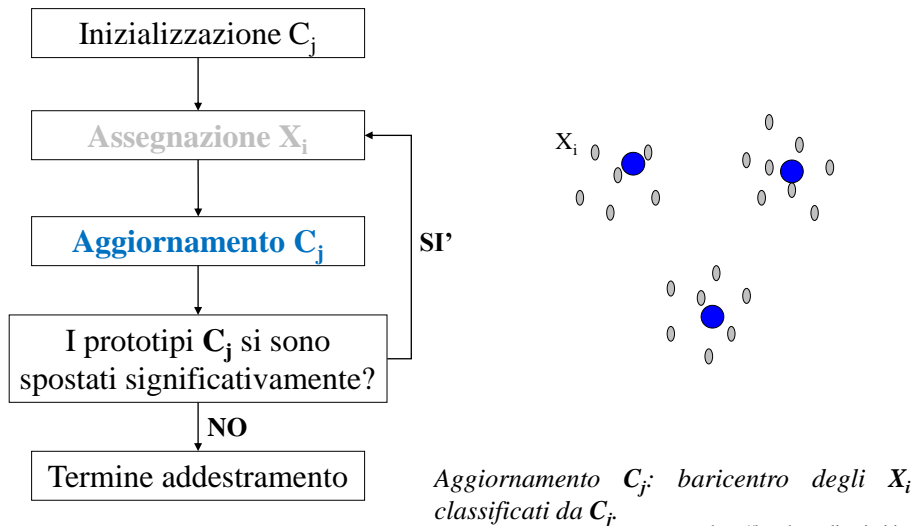 Inizializzazione Cj
Assegnazione Xi
Aggiornamento Cj
SI’
I prototipi Cj si sono
spostati significativamente?
NO
Termine addestramento
Xi
Aggiornamento Cj: baricentro degli Xi
classificati da Cj.